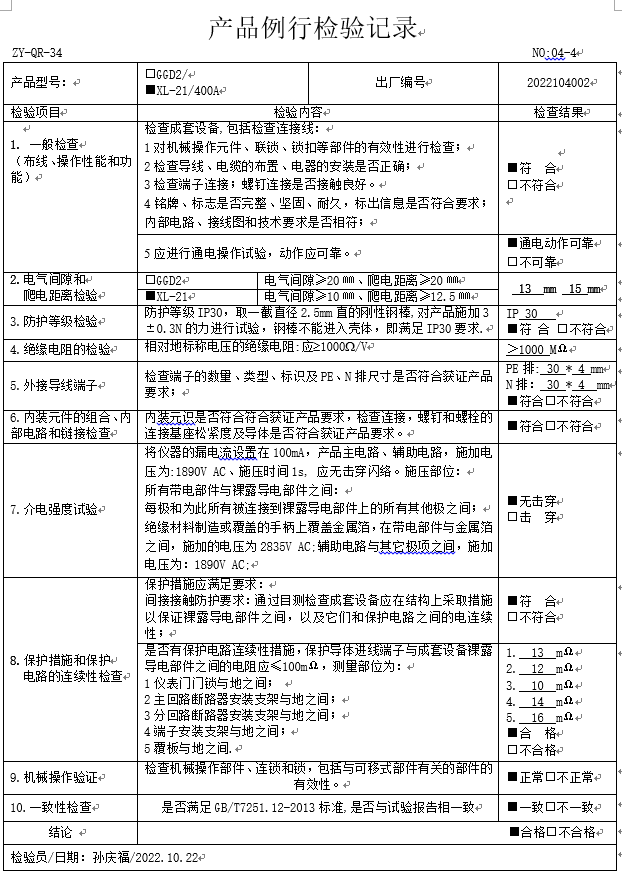 产品例行检验记录
ZY-QR-34 NO:04-4
产品型号： □GGD2/ 出厂编号 2022104002
■XL-21/400A
检验项目 检验内容 检查结果
1. 一般检查
（布线、操作性能和功
能）
检查成套设备,包括检查连接线：
1 对机械操作元件、联锁、锁扣等部件的有效性进行检查；
2 检查导线、电缆的布置、电器的安装是否正确；
3 检查端子连接；螺钉连接是否接触良好。
4 铭牌、标志是否完整、坚固、耐久，标出信息是否符合要求；
内部电路、接线图和技术要求是否相符；
■符 合
□不符合
5 应进行通电操作试验，动作应可靠。
■通电动作可靠
□不可靠
2.电气间隙和
爬电距离检验
□GGD2 电气间隙≥20㎜、爬电距离≥20㎜
■XL-21 电气间隙≥10㎜、爬电距离≥12.5㎜
13 mm 15 mm
3.防护等级检验
防护等级 IP30，取一截直径 2.5mm 直的刚性钢棒,对产品施加 3
±0.3N 的力进行试验，钢棒不能进入壳体，即满足 IP30 要求.
IP 30
■符 合 □不符合
4.绝缘电阻的检验 相对地标称电压的绝缘电阻:应≥1000Ω/V ＞1000 MΩ
5.外接导线端子
检查端子的数量、类型、标识及 PE、N 排尺寸是否符合获证产品
要求；
PE 排: 30 * 4 mm
N 排： 30 * 4 mm
■符合□不符合
6.内装元件的组合、内
部电路和链接检查
内装元识是否符合符合获证产品要求，检查连接，螺钉和螺栓的
连接基座松紧度及导体是否符合获证产品要求。
■符合□不符合
7.介电强度试验
将仪器的漏电流设置在 100mA，产品主电路、辅助电路，施加电
压为:1890V AC、施压时间 1s, 应无击穿闪络。施压部位：
所有带电部件与裸露导电部件之间：
每极和为此所有被连接到裸露导电部件上的所有其他极之间；
绝缘材料制造或覆盖的手柄上覆盖金属箔，在带电部件与金属箔
之间，施加的电压为 2835V AC;辅助电路与其它极项之间，施加
电压为：1890V AC;
■无击穿
□击 穿
8.保护措施和保护
电路的连续性检查
保护措施应满足要求：
间接接触防护要求：通过目测检查成套设备应在结构上采取措施
以保证裸露导电部件之间，以及它们和保护电路之间的电连续
性；
■符 合
□不符合
是否有保护电路连续性措施，保护导体进线端子与成套设备裸露
导电部件之间的电阻应≤100mΩ，测量部位为：
1 仪表门门锁与地之间；
2 主回路断路器安装支架与地之间；
3 分回路断路器安装支架与地之间；
4 端子安装支架与地之间；
5 覆板与地之间.
1. 13 mΩ
2. 12 mΩ
3. 10 mΩ
4. 14 mΩ
5. 16 mΩ
■合 格
□不合格
9.机械操作验证
检查机械操作部件、连锁和锁，包括与可移式部件有关的部件的
有效性。
■正常□不正常
10.一致性检查 是否满足 GB/T7251.12-2013 标准,是否与试验报告相一致 ■一致□不一致
结论 ■合格□不合格
检验员/日期: 孙庆福/2022.10.22